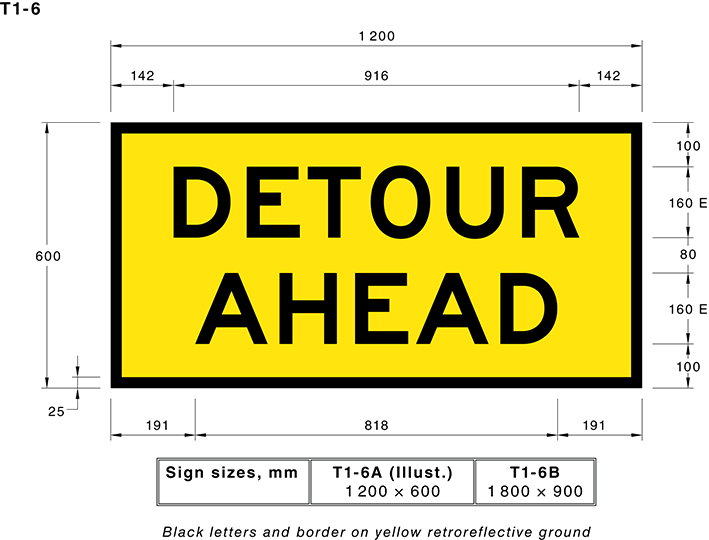 T1-6
1 200
142 916 142
100
DETOUR
160 E
600
80
AHEAD
160 E
100
25
191 818 191
Sign sizes, mm T1-6A (Illust.) T1-6B
1 200 × 600 1 800 × 900
Black letters and border on yellow retroreflective ground